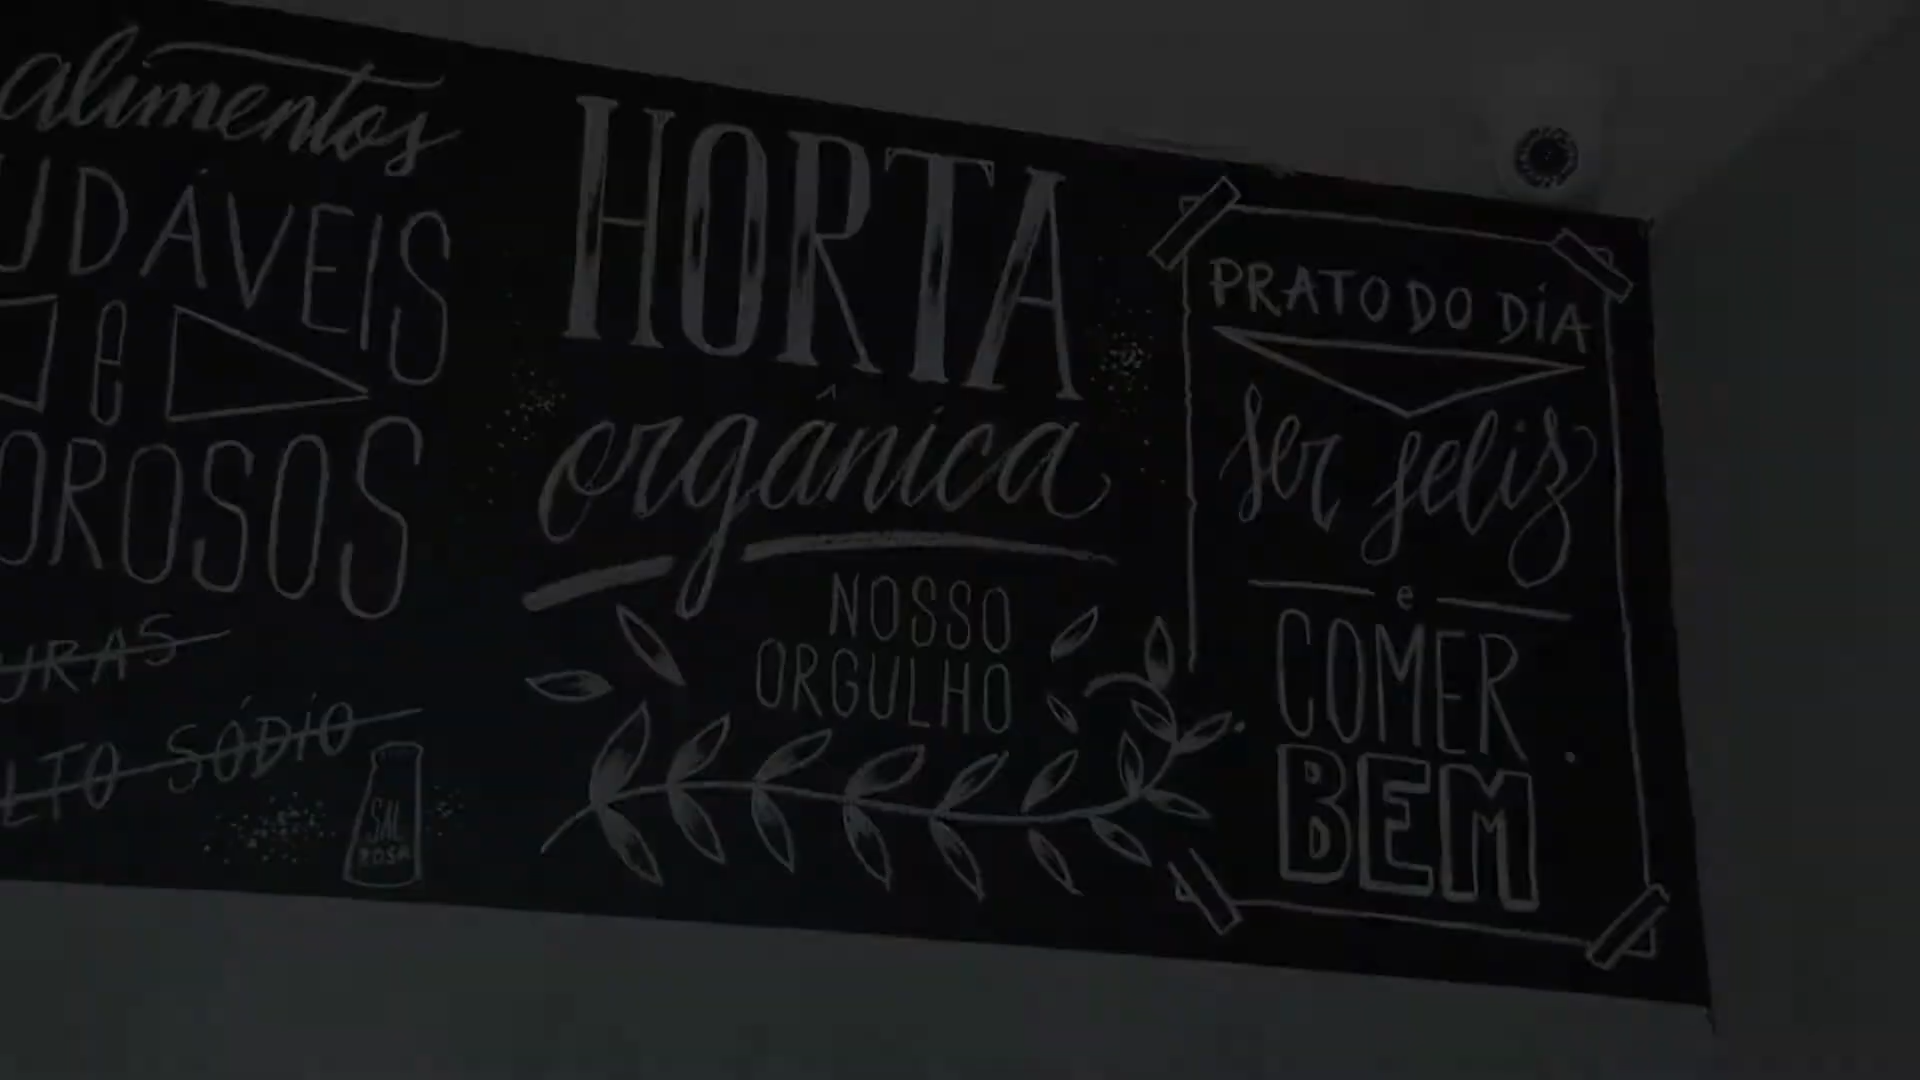 alimentos
UDÁVEIS
e
OROSOS
URAS
LTO SÓDIO
SAL
ROSA
HORTA
orgânica
NOSSO
ORGULHO
PRATO DO DIA
ser feliz
e
COMER
BEM